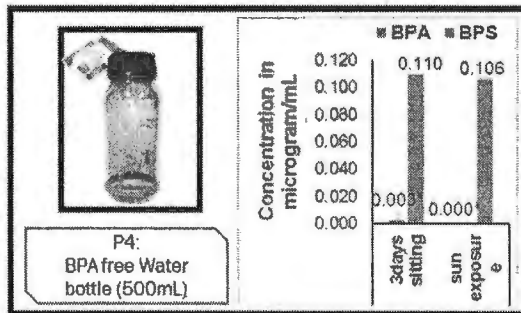 BPA BPS
Concentration in
microgram/mL
0.120
0.100
0.080
0.060
0.040
0.020
0.000
0.003
0.110
0.000
0.106
3days
sitting
sun
exposur
e
P4:
BPA free Water
bottle (500mL)